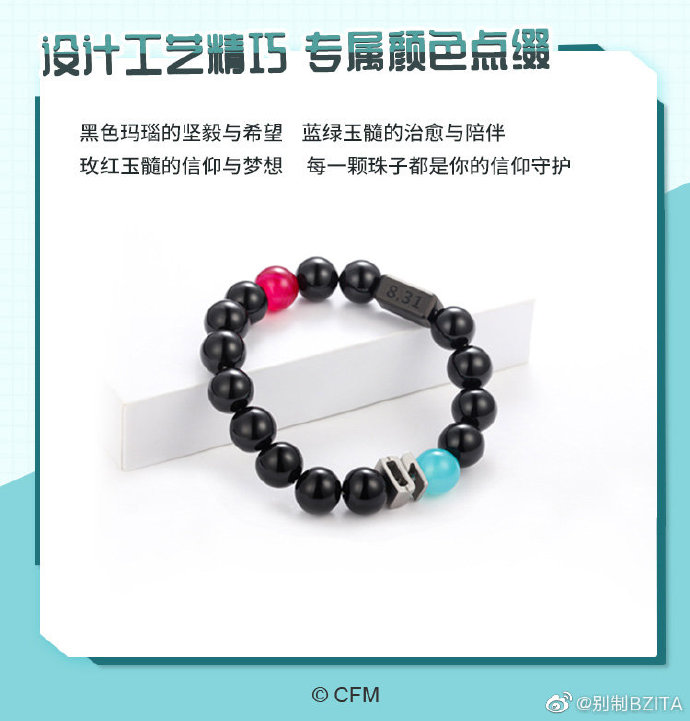 设计工艺精巧 专属颜色点缀
黑色玛瑙的坚毅与希望 蓝绿玉髓的治愈与陪伴
玫红玉髓的信仰与梦想 每一颗珠子都是你的信仰守护
8.31
© CFM
@别制BZITA